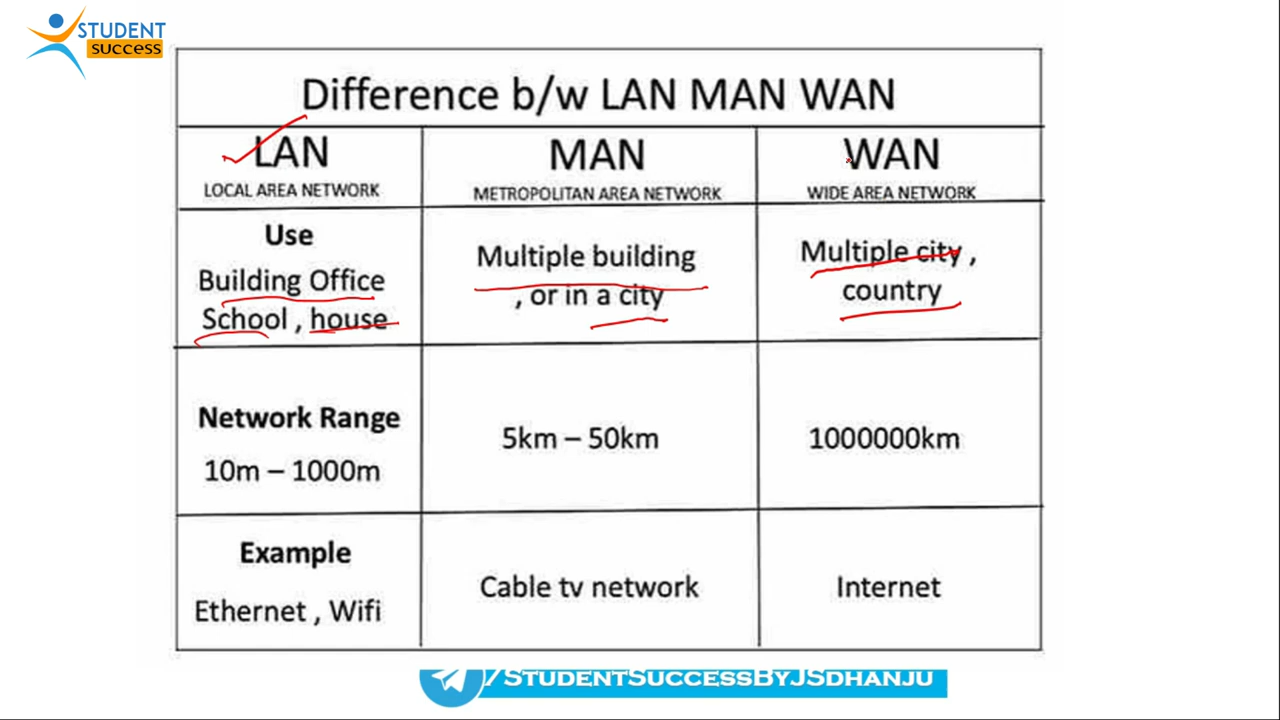 STUDENT
success
Difference b/w LAN MAN WAN
LAN
LOCAL AREA NETWORK
MAN
METROPOLITAN AREA NETWORK
WAN
WIDE AREA NETWORK
Use
Building Office
School , house
Multiple building
, or in a city
Multiple city ,
country
Network Range
10m – 1000m
5km – 50km
1000000km
Example
Ethernet , Wifi
Cable tv network
Internet
/STUDENTSUCCESSBYJSDHANJU